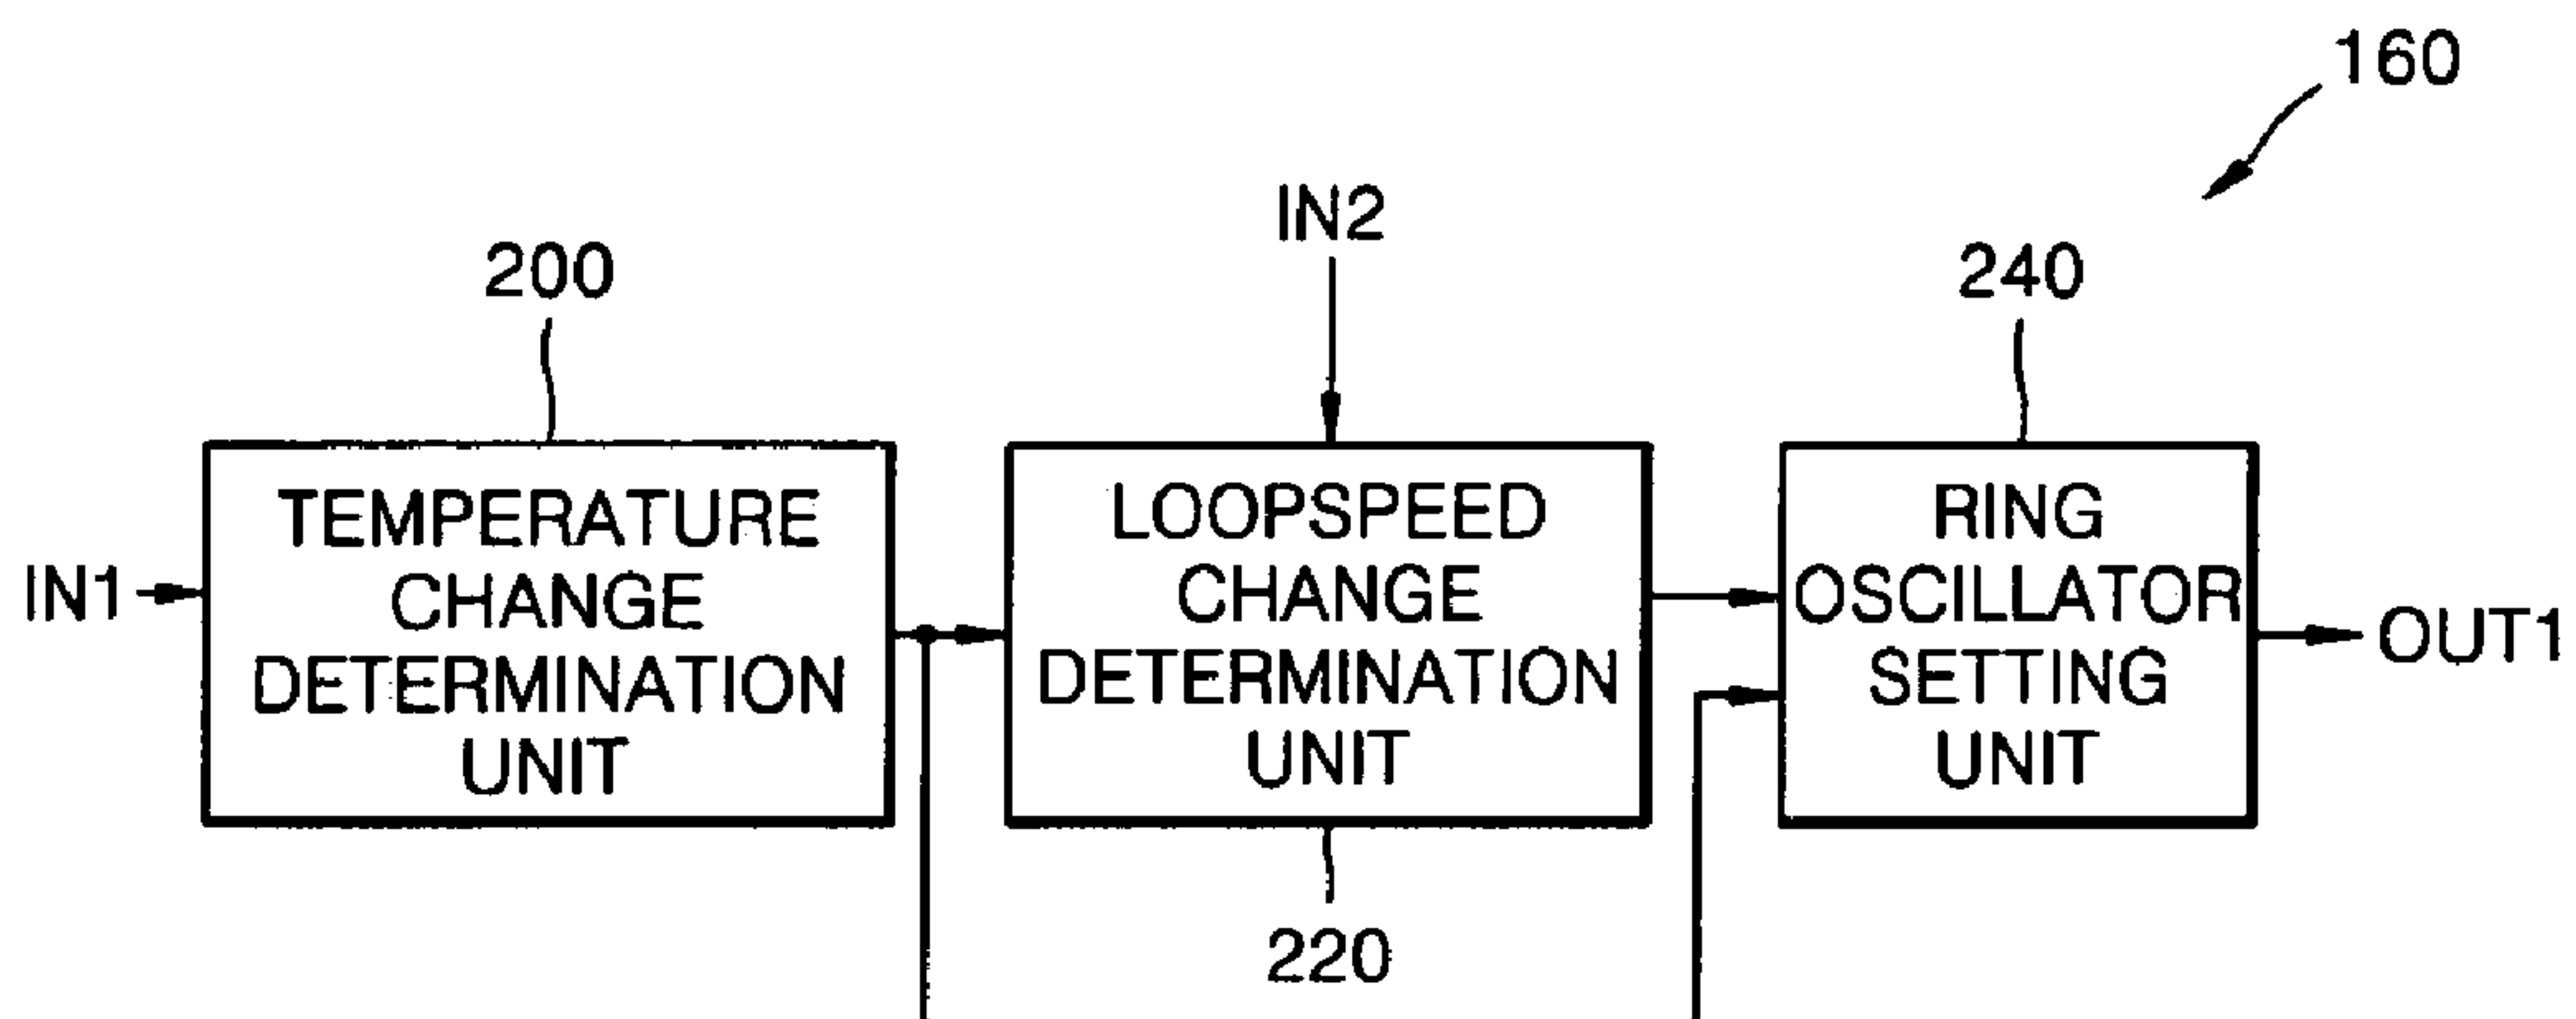 160
IN2
200
240
TEMPERATURE
CHANGE
DETERMINATION
UNIT
LOOPSPEED
CHANGE
DETERMINATION
UNIT
RING
OSCILLATOR
SETTING
UNIT
IN1
OUT1
220